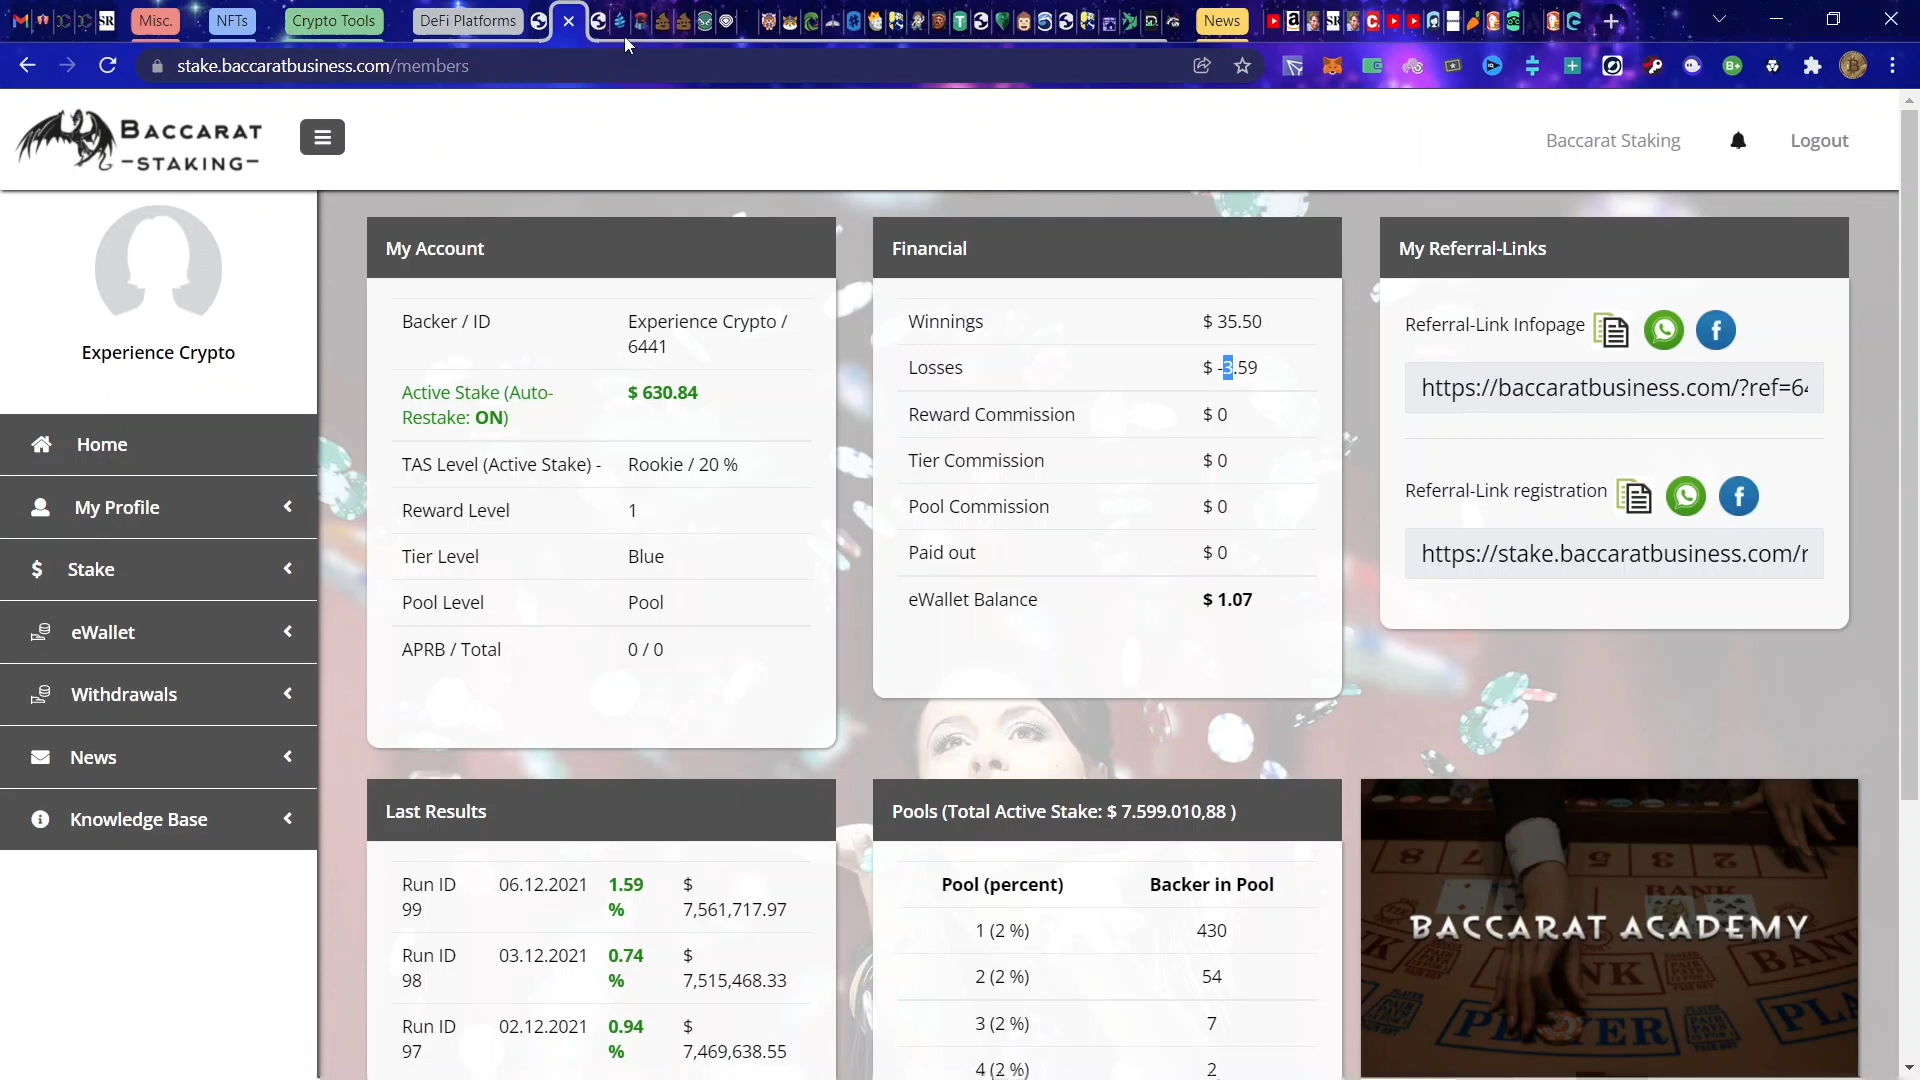 Misc.
NFTs
Crypto Tools
DeFi Platforms
News
stake.baccaratbusiness.com/members
BACCARAT
-STAKING-
Baccarat Staking
Logout
Experience Crypto
Home
My Profile
Stake
eWallet
Withdrawals
News
Knowledge Base
My Account
Backer / ID Experience Crypto /
6441
Active Stake (Auto- $ 630.84
Restake: ON)
TAS Level (Active Stake) - Rookie / 20 %
Reward Level 1
Tier Level Blue
Pool Level Pool
APRB / Total 0 / 0
Financial
Winnings $ 35.50
Losses $ -3.59
Reward Commission $ 0
Tier Commission $ 0
Pool Commission $ 0
Paid out $ 0
eWallet Balance $ 1.07
My Referral-Links
Referral-Link Infopage
https://baccaratbusiness.com/?ref=64
Referral-Link registration
https://stake.baccaratbusiness.com/r
Last Results
Run ID 06.12.2021 1.59 $
99 % 7,561,717.97
Run ID 03.12.2021 0.74 $
98 % 7,515,468.33
Run ID 02.12.2021 0.94 $
97 % 7,469,638.55
Pools (Total Active Stake: $ 7.599.010,88 )
Pool (percent) Backer in Pool
1 (2 %) 430
2 (2 %) 54
3 (2 %) 7
4 (2 %) 2
BACCARAT ACADEMY
BANK
PLAYER